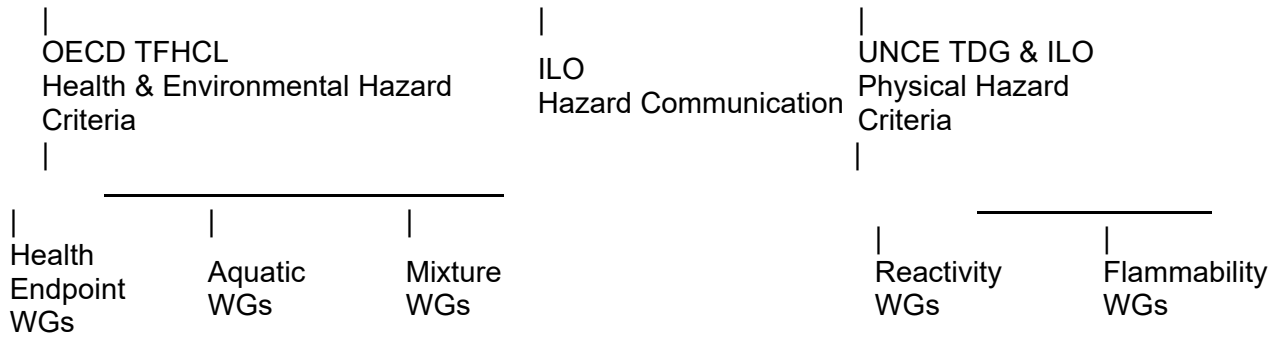 OECD TFHCL
Health & Environmental Hazard
Criteria
ILO
Hazard Communication
UNCE TDG & ILO
Physical Hazard
Criteria
Health
Endpoint
WGs
Aquatic
WGs
Mixture
WGs
Reactivity
WGs
Flammability
WGs